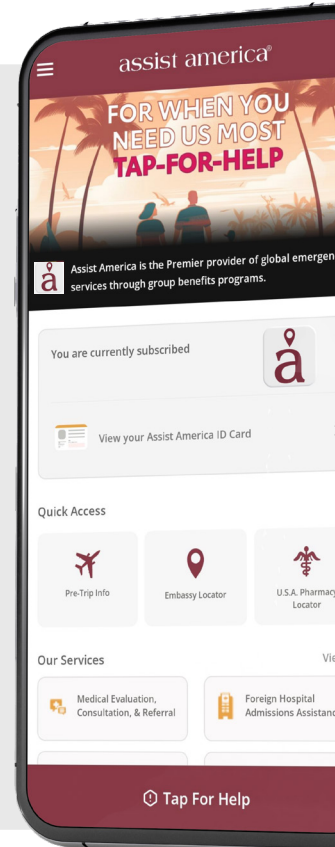 assist america®
FOR WHEN YOU
NEED US MOST
TAP-FOR-HELP
å
Assist America is the Premier provider of global emergen
services through group benefits programs.
You are currently subscribed
å
View your Assist America ID Card
Quick Access
Pre-Trip Info
Embassy Locator
U.S.A. Pharmacy
Locator
Our Services
Vie
Medical Evaluation,
Consultation, & Referral
Foreign Hospital
Admissions Assistanc
Tap For Help